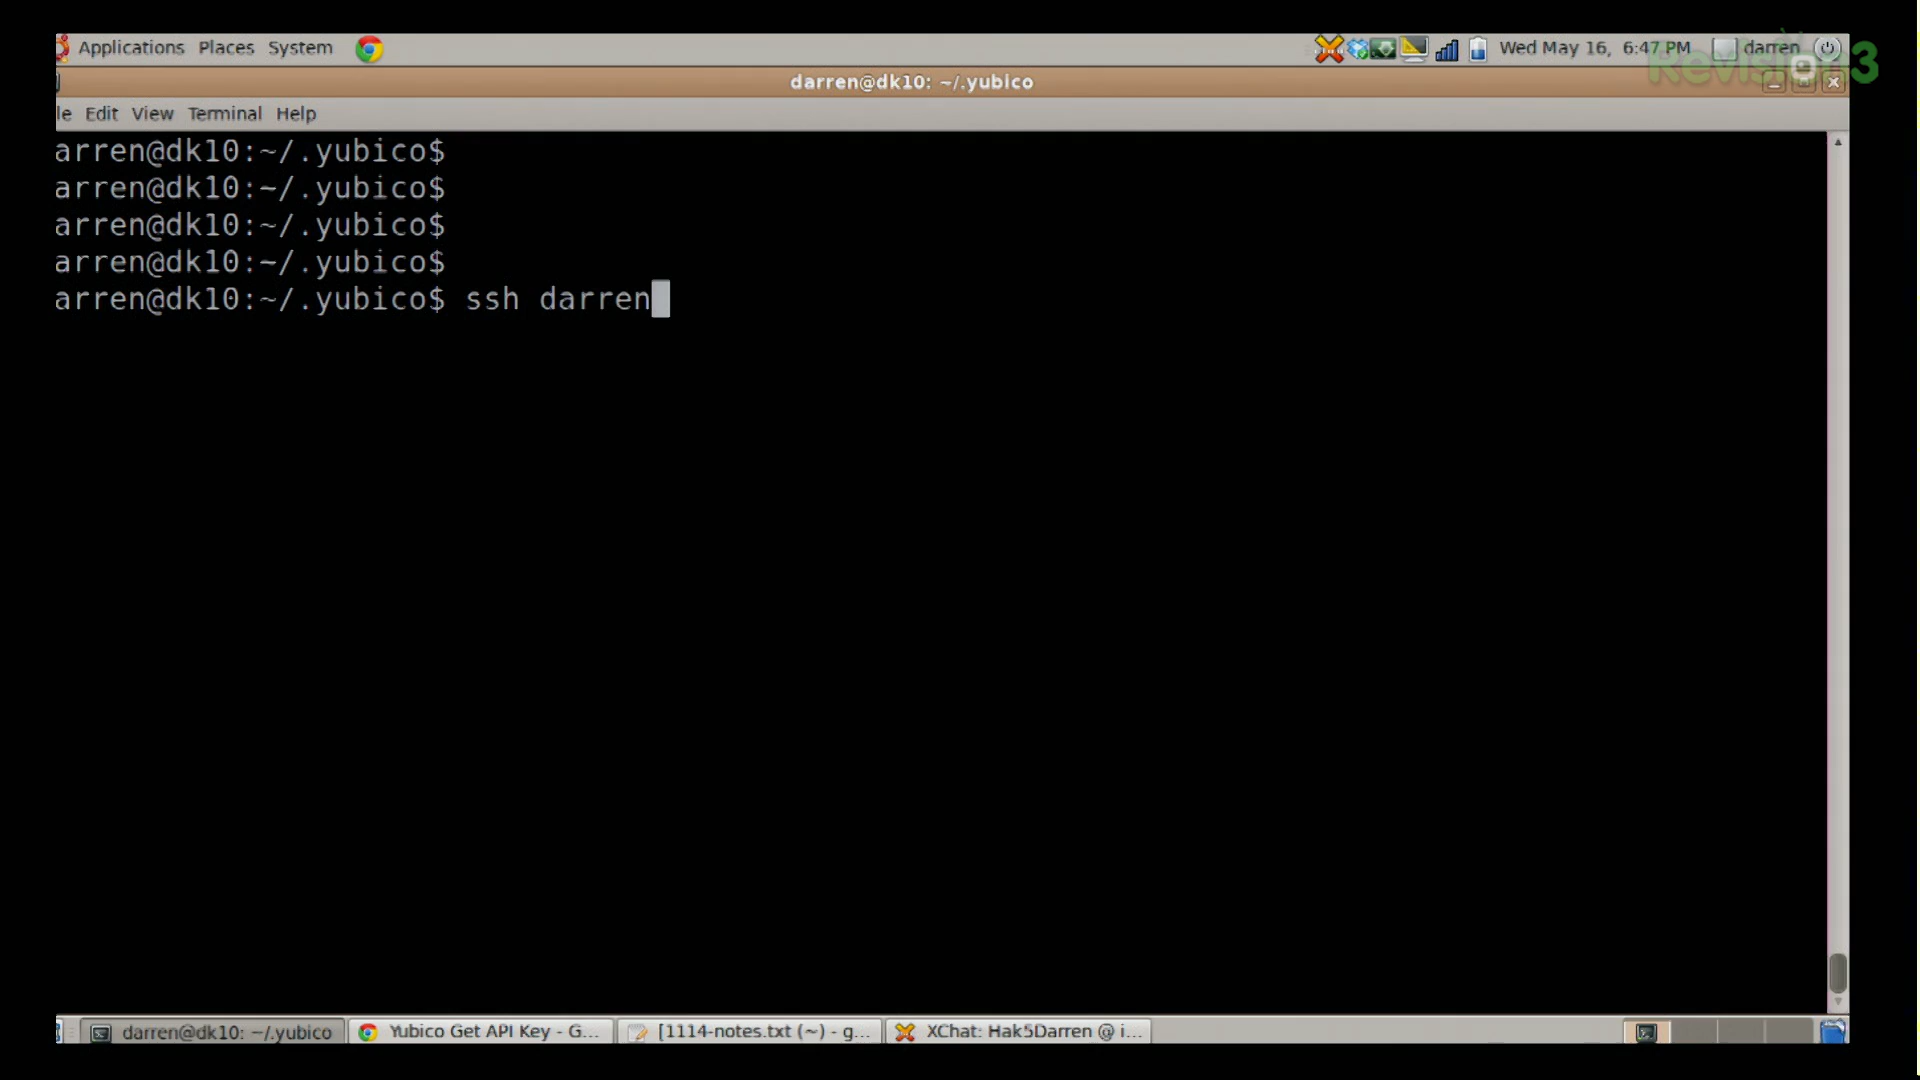 Applications Places System
Wed May 16, 6:47 PM darren
Revision3
darren@dk10: ~/.yubico
le Edit View Terminal Help
arren@dk10:~/.yubico$
arren@dk10:~/.yubico$
arren@dk10:~/.yubico$
arren@dk10:~/.yubico$
arren@dk10:~/.yubico$ ssh darren
darren@dk10: ~/.yubico
Yubico Get API Key - G...
[1114-notes.txt (~) - g...
XChat: Hak5Darren @ i...